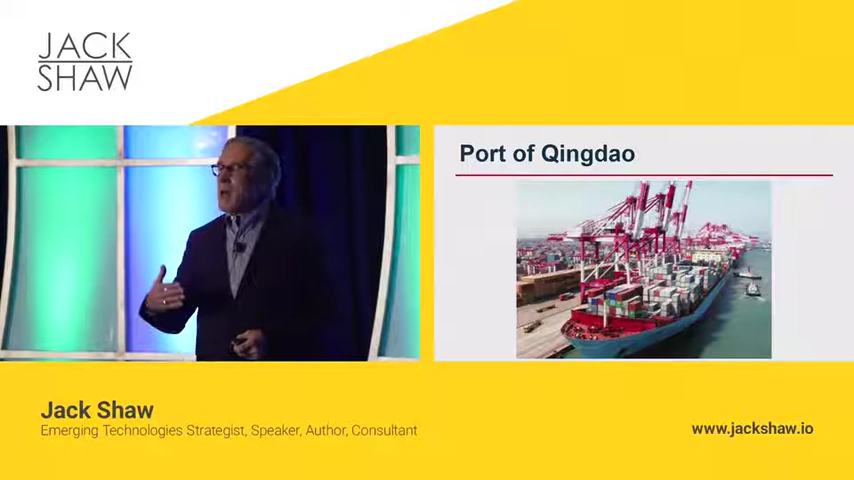 JACK
SHAW
Port of Qingdao
Jack Shaw
Emerging Technologies Strategist, Speaker, Author, Consultant
www.jackshaw.io